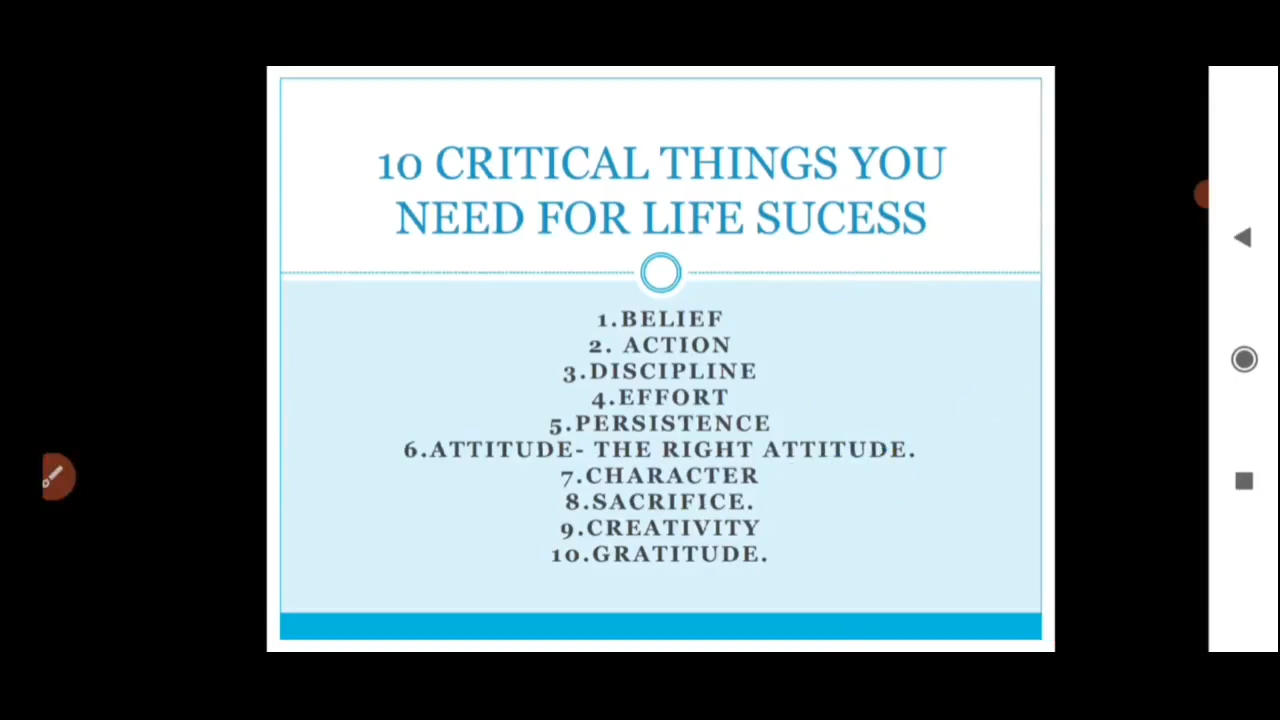 10 CRITICAL THINGS YOU
NEED FOR LIFE SUCESS
1.BELIEF
2. ACTION
3.DISCIPLINE
4.EFFORT
5.PERSISTENCE
6.ATTITUDE- THE RIGHT ATTITUDE.
7.CHARACTER
8.SACRIFICE.
9.CREATIVITY
10.GRATITUDE.